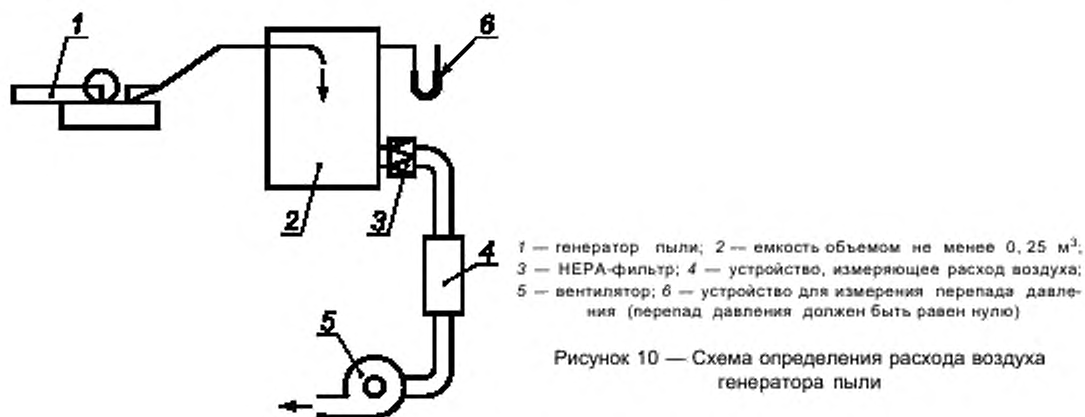 1
6
2
3
4
5
1 — генератор пыли; 2 — емкость объемом не менее 0, 25 м³;
3 — НЕРА-фильтр; 4 — устройство, измеряющее расход воздуха;
5 — вентилятор; 6 — устройство для измерения перепада давле-
ния (перепад давления должен быть равен нулю)
Рисунок 10 — Схема определения расхода воздуха
генератора пыли